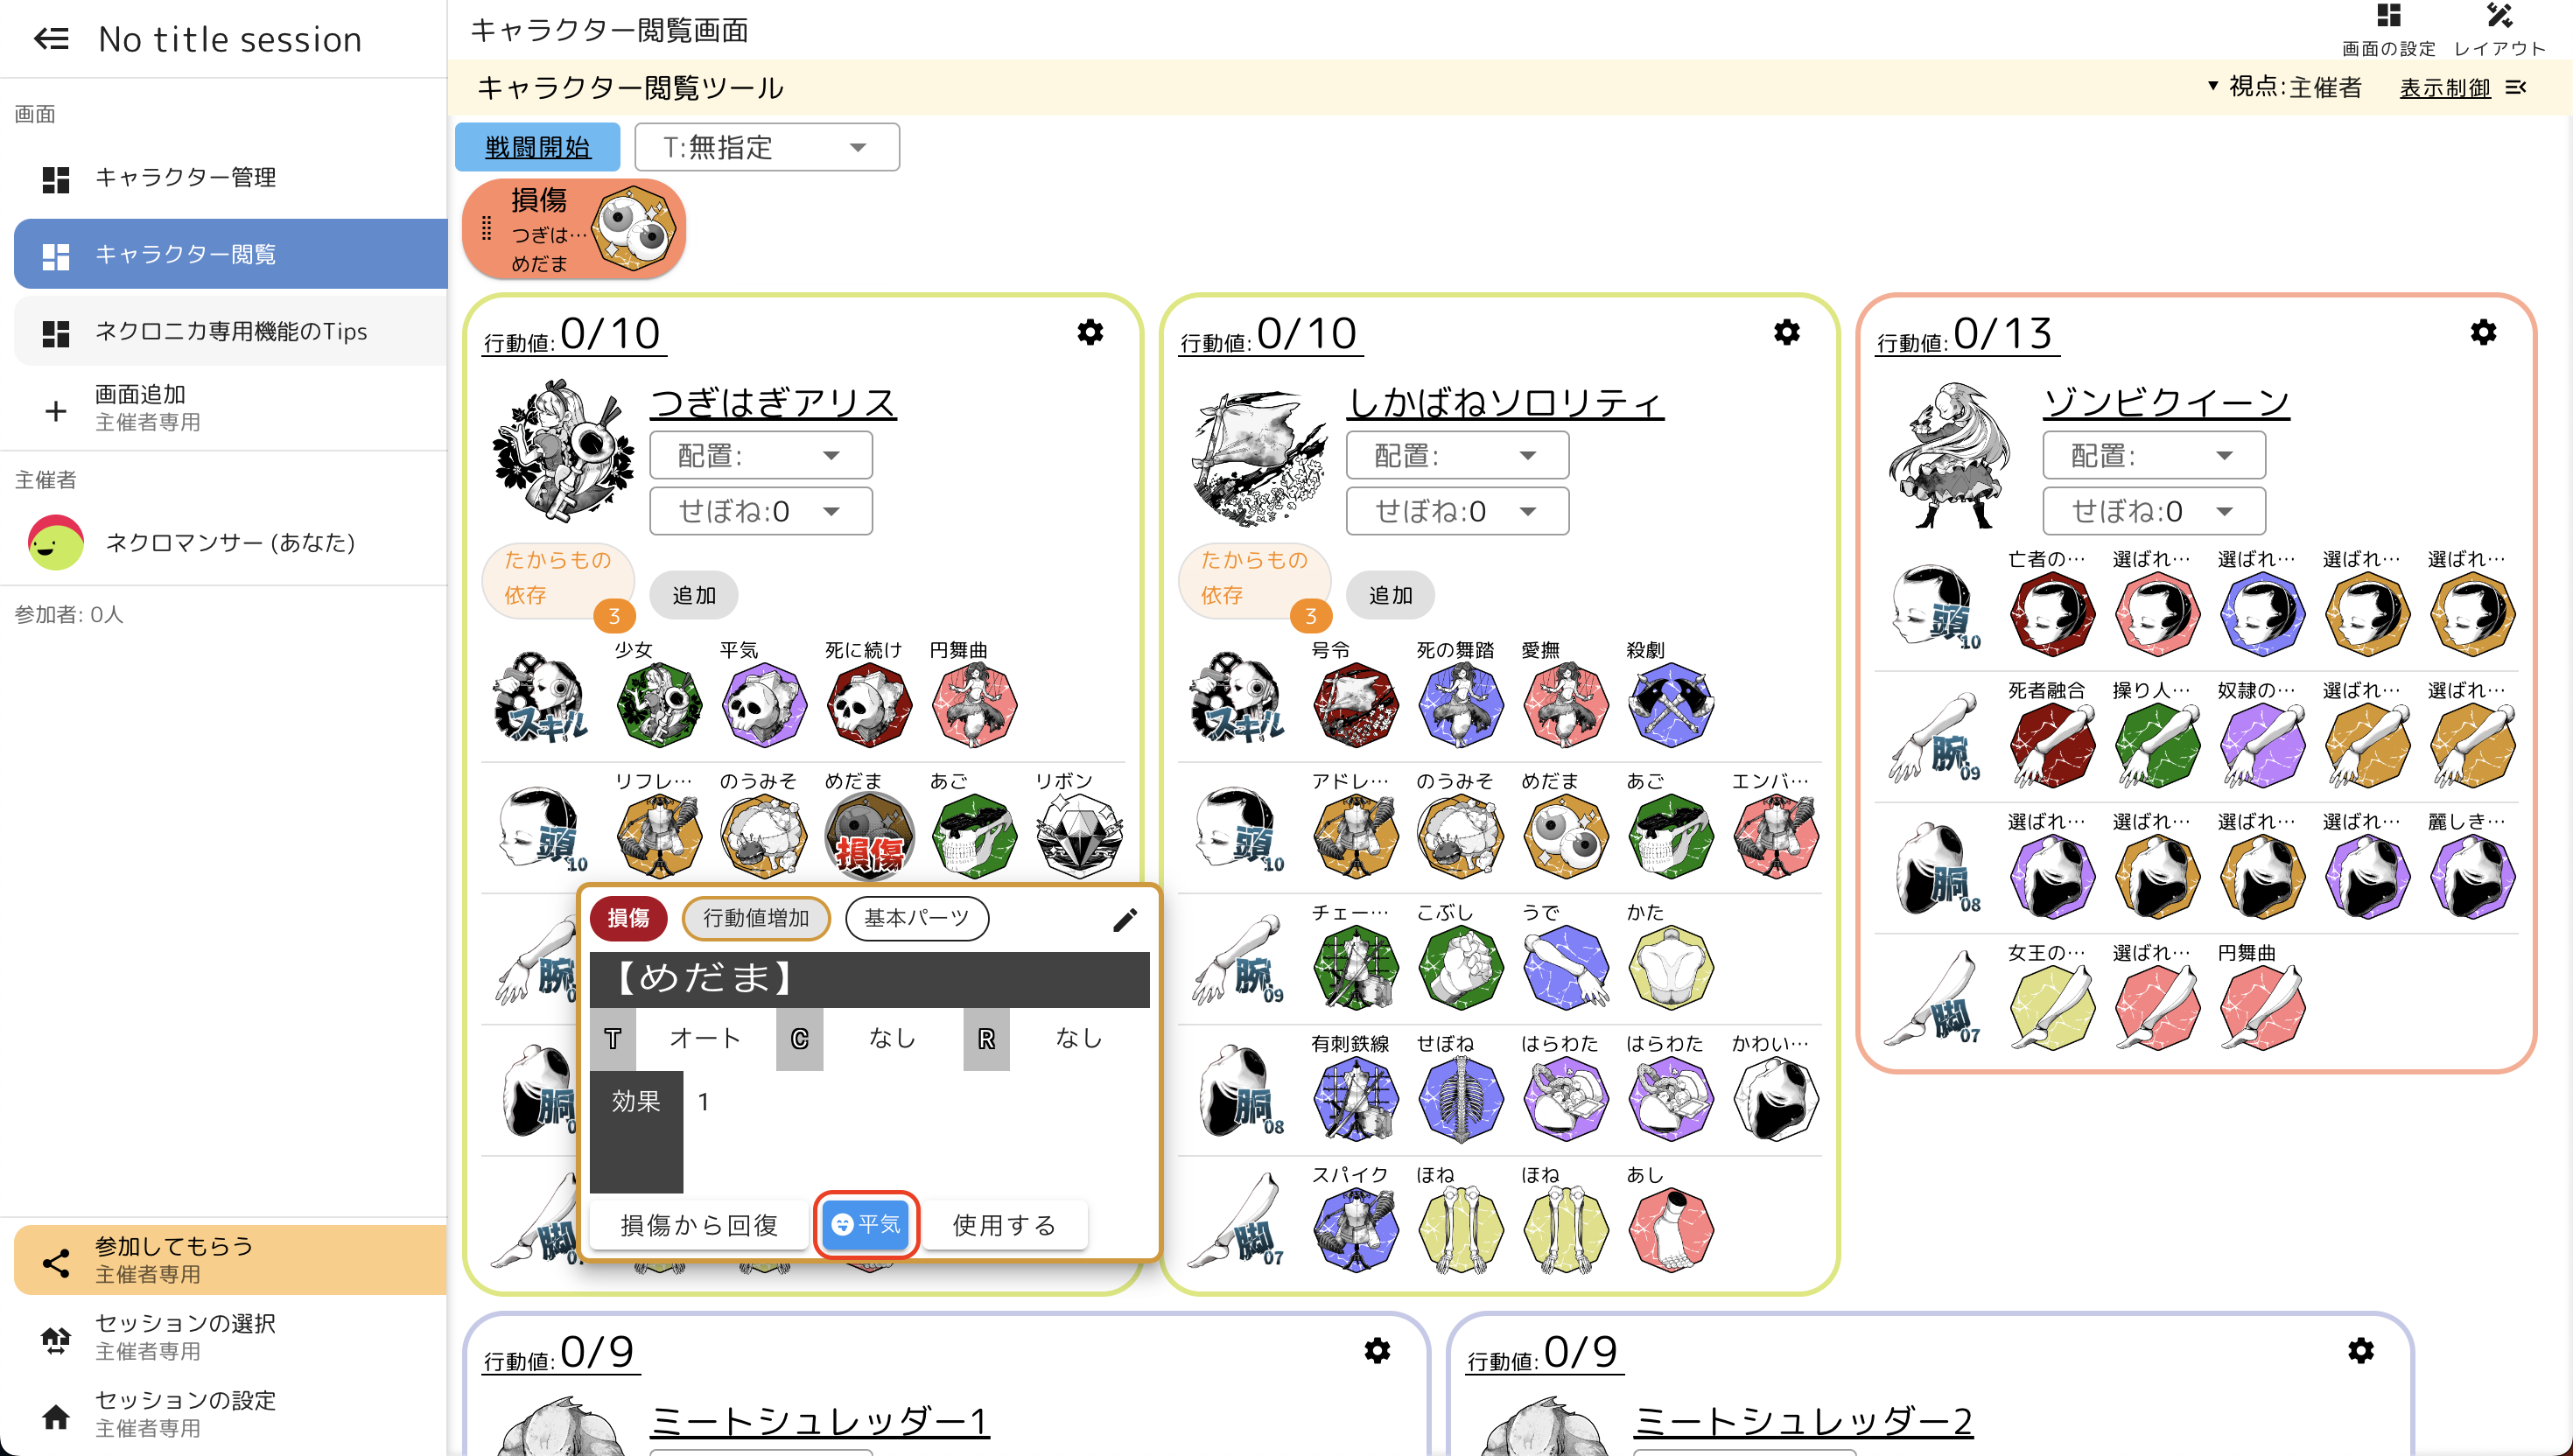 No title session
画面
キャラクター管理
キャラクター閲覧
ネクロニカ専用機能のTips
画面追加
主催者専用
主催者
ネクロマンサー (あなた)
参加者: 0人
参加してもらう
主催者専用
セッションの選択
主催者専用
セッションの設定
主催者専用
キャラクター閲覧画面
画面の設定 レイアウト
キャラクター閲覧ツール
▼ 視点:主催者 表示制御
戦闘開始 T:無指定
損傷
つぎは…
めだま
行動値:0/10
つぎはぎアリス
配置:
せぼね:0
たからもの
依存
3
追加
スキル
少女 平気 死に続け 円舞曲
頭10
リフレ… のうみそ めだま あご リボン
損傷
腕
胴
脚
損傷 行動値増加 基本パーツ
【めだま】
T オート C なし R なし
効果 1
損傷から回復 平気 使用する
行動値:0/10
しかばねソロリティ
配置:
せぼね:0
たからもの
依存
3
追加
スキル
号令 死の舞踏 愛撫 殺劇
頭10
アドレ… のうみそ めだま あご エンバ…
腕09
チェー… こぶし うで かた
胴08
有刺鉄線 せぼね はらわた はらわた かわい…
脚07
スパイク ほね ほね あし
行動値:0/13
ゾンビクイーン
配置:
せぼね:0
頭10
亡者の… 選ばれ… 選ばれ… 選ばれ… 選ばれ…
腕09
死者融合 操り人… 奴隷の… 選ばれ… 選ばれ…
胴08
選ばれ… 選ばれ… 選ばれ… 選ばれ… 麗しき…
脚07
女王の… 選ばれ… 円舞曲
行動値:0/9
ミートシュレッダー1
行動値:0/9
ミートシュレッダー2